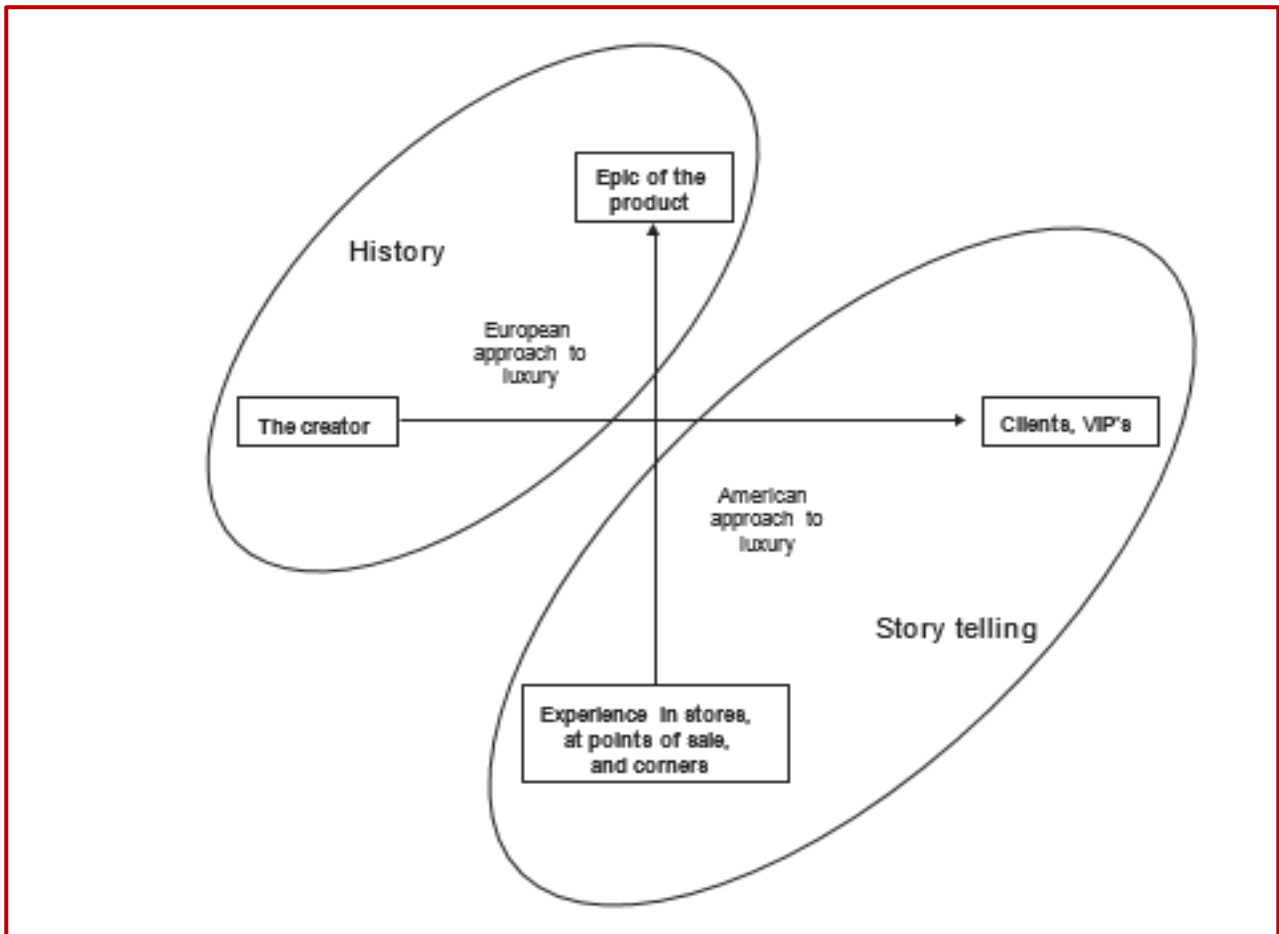 Epic of the
product
History
European
approach to
luxury
The creator
Clients, VIP's
American
approach to
luxury
Story telling
Experience in stores,
at points of sale,
and corners